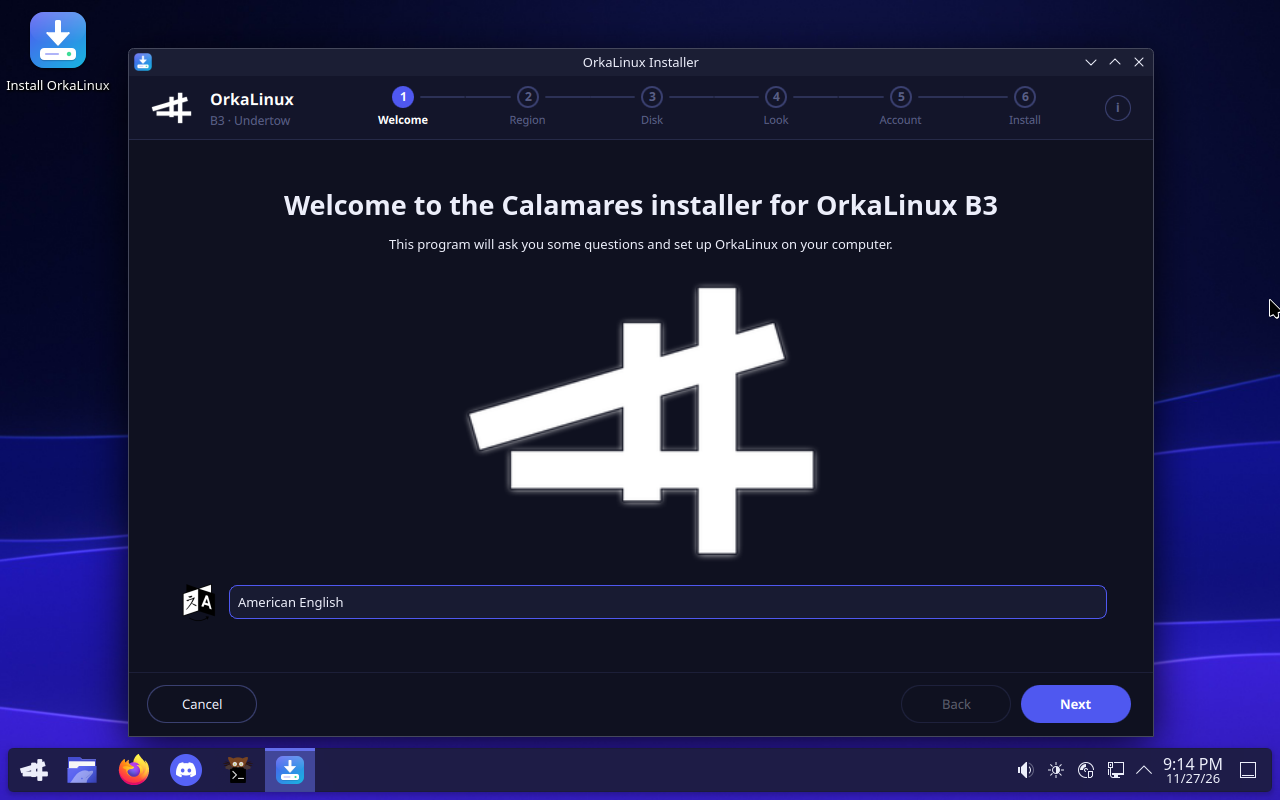 Install OrkaLinux
OrkaLinux Installer
OrkaLinux
B3 · Undertow
1
Welcome
2
Region
3
Disk
4
Look
5
Account
6
Install
i
Welcome to the Calamares installer for OrkaLinux B3
This program will ask you some questions and set up OrkaLinux on your computer.
American English
Cancel
Back
Next
9:14 PM
11/27/26